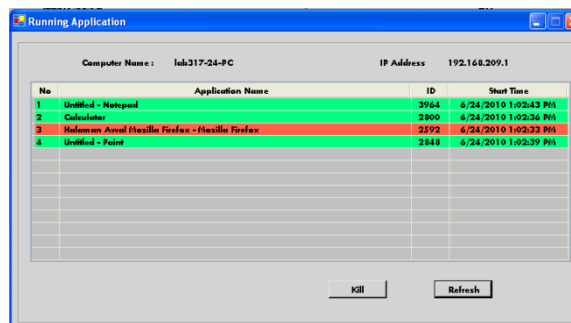 Running Application
Computer Name : lab317-24-PC IP Address 192.168.209.1
No Application Name ID Start Time
1 Untitled - Notepad 3964 6/24/2010 1:02:43 PM
2 Calculator 2800 6/24/2010 1:02:36 PM
3 Halaman Awal Mozilla Firefox - Mozilla Firefox 2592 6/24/2010 1:02:33 PM
4 Untitled - Paint 2848 6/24/2010 1:02:39 PM
Kill Refresh